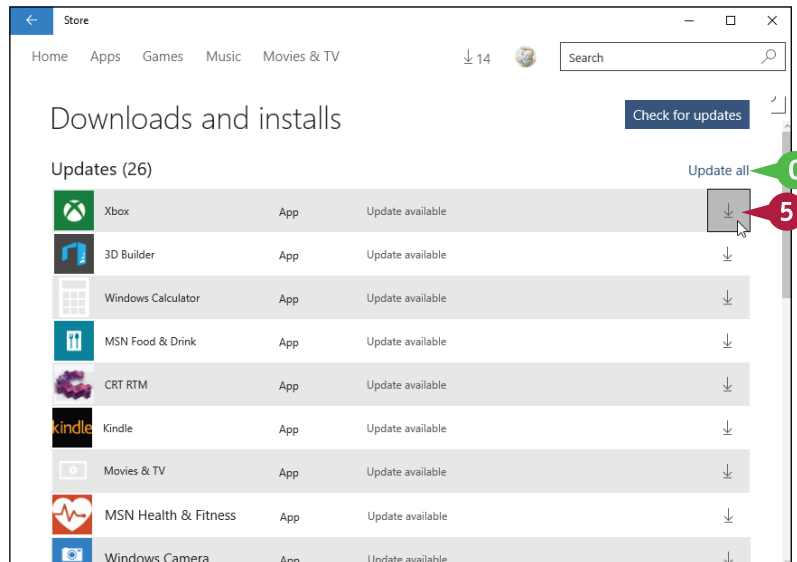 Store
Home Apps Games Music Movies & TV 14 Search
Downloads and installs Check for updates
Updates (26) Update all
Xbox App Update available 5
3D Builder App Update available
Windows Calculator App Update available
MSN Food & Drink App Update available
CRT RTM App Update available
kindle Kindle App Update available
Movies & TV App Update available
MSN Health & Fitness App Update available
Windows Camera App Update available